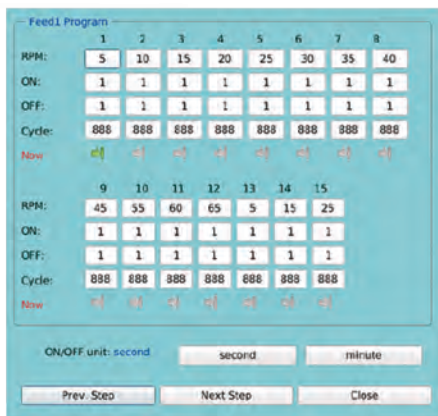 Feed1 Program
1 2 3 4 5 6 7 8
RPM: 5 10 15 20 25 30 35 40
ON: 1 1 1 1 1 1 1 1
OFF: 1 1 1 1 1 1 1 1
Cycle: 888 888 888 888 888 888 888 888
Now
9 10 11 12 13 14 15
RPM: 45 55 60 65 5 15 25
ON: 1 1 1 1 1 1 1
OFF: 1 1 1 1 1 1 1
Cycle: 888 888 888 888 888 888 888
Now
ON/OFF unit: second second minute
Prev. Step Next Step Close